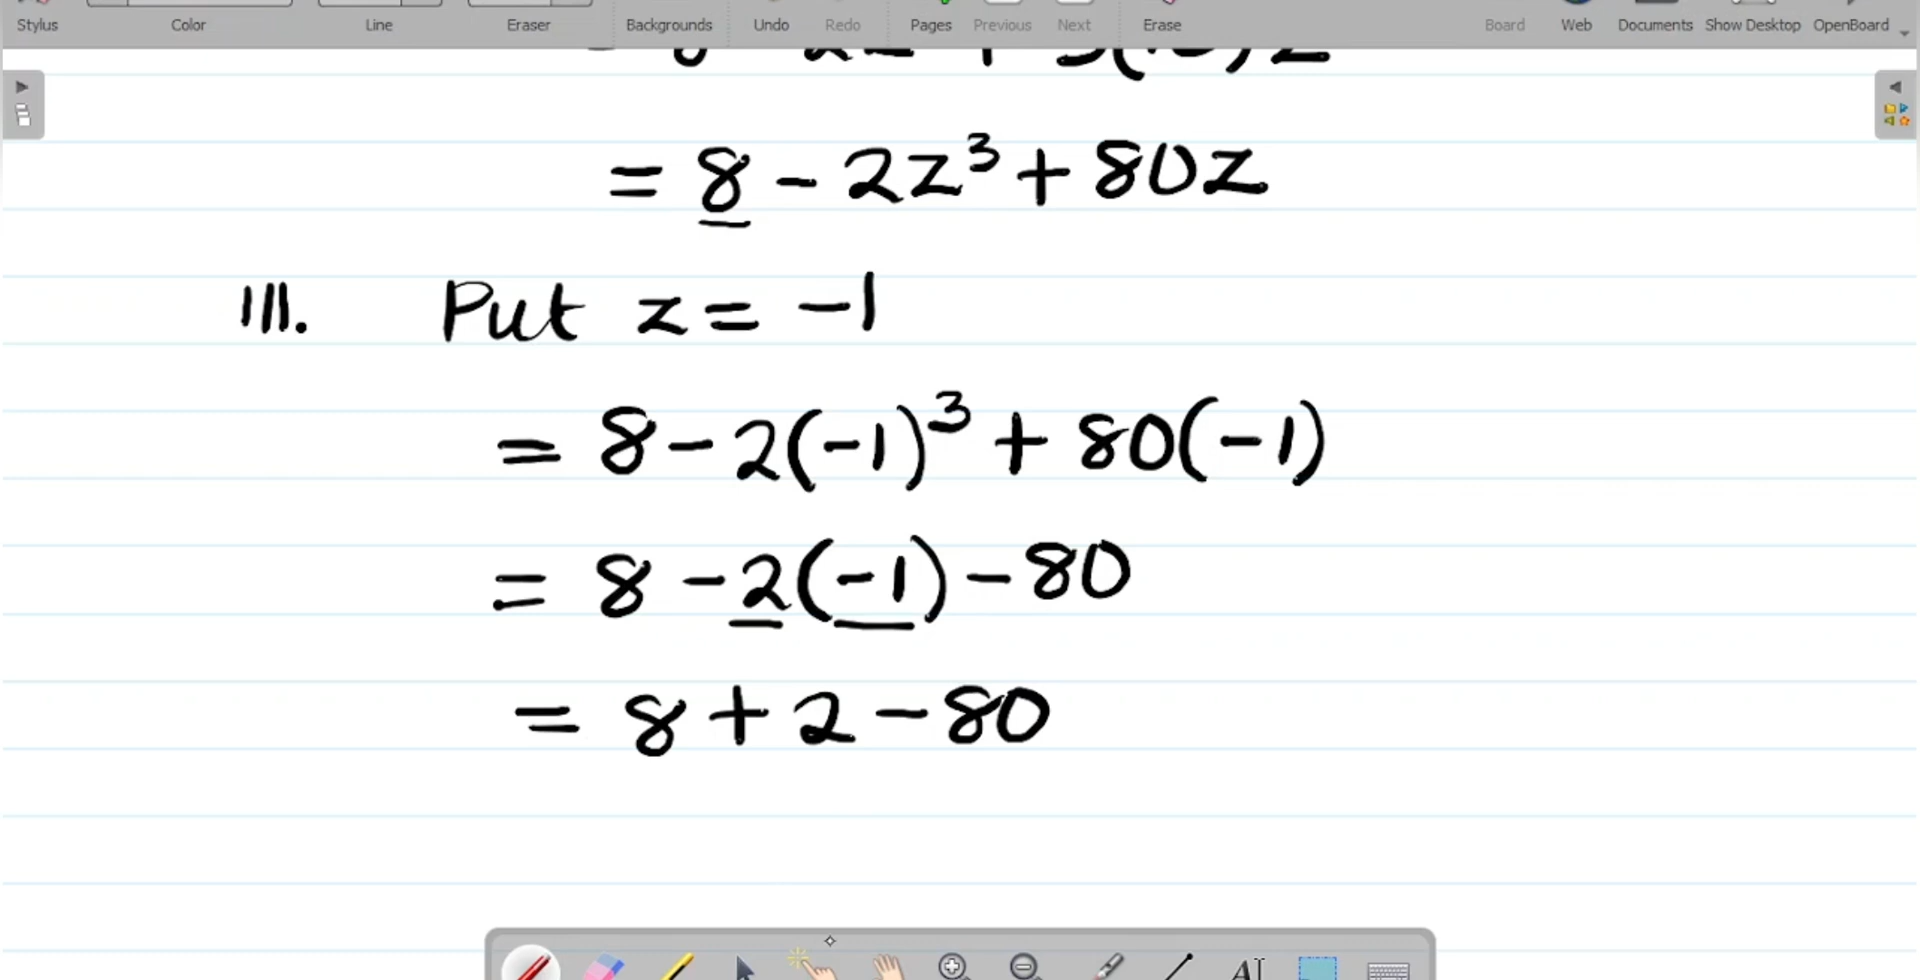 Stylus Color Line Eraser Backgrounds Undo Redo Pages Previous Next Erase Board Web Documents Show Desktop OpenBoard
= 8 - 2z³ + 80z
III. Put z = -1
= 8 - 2(-1)³ + 80(-1)
= 8 - 2(-1) - 80
= 8 + 2 - 80